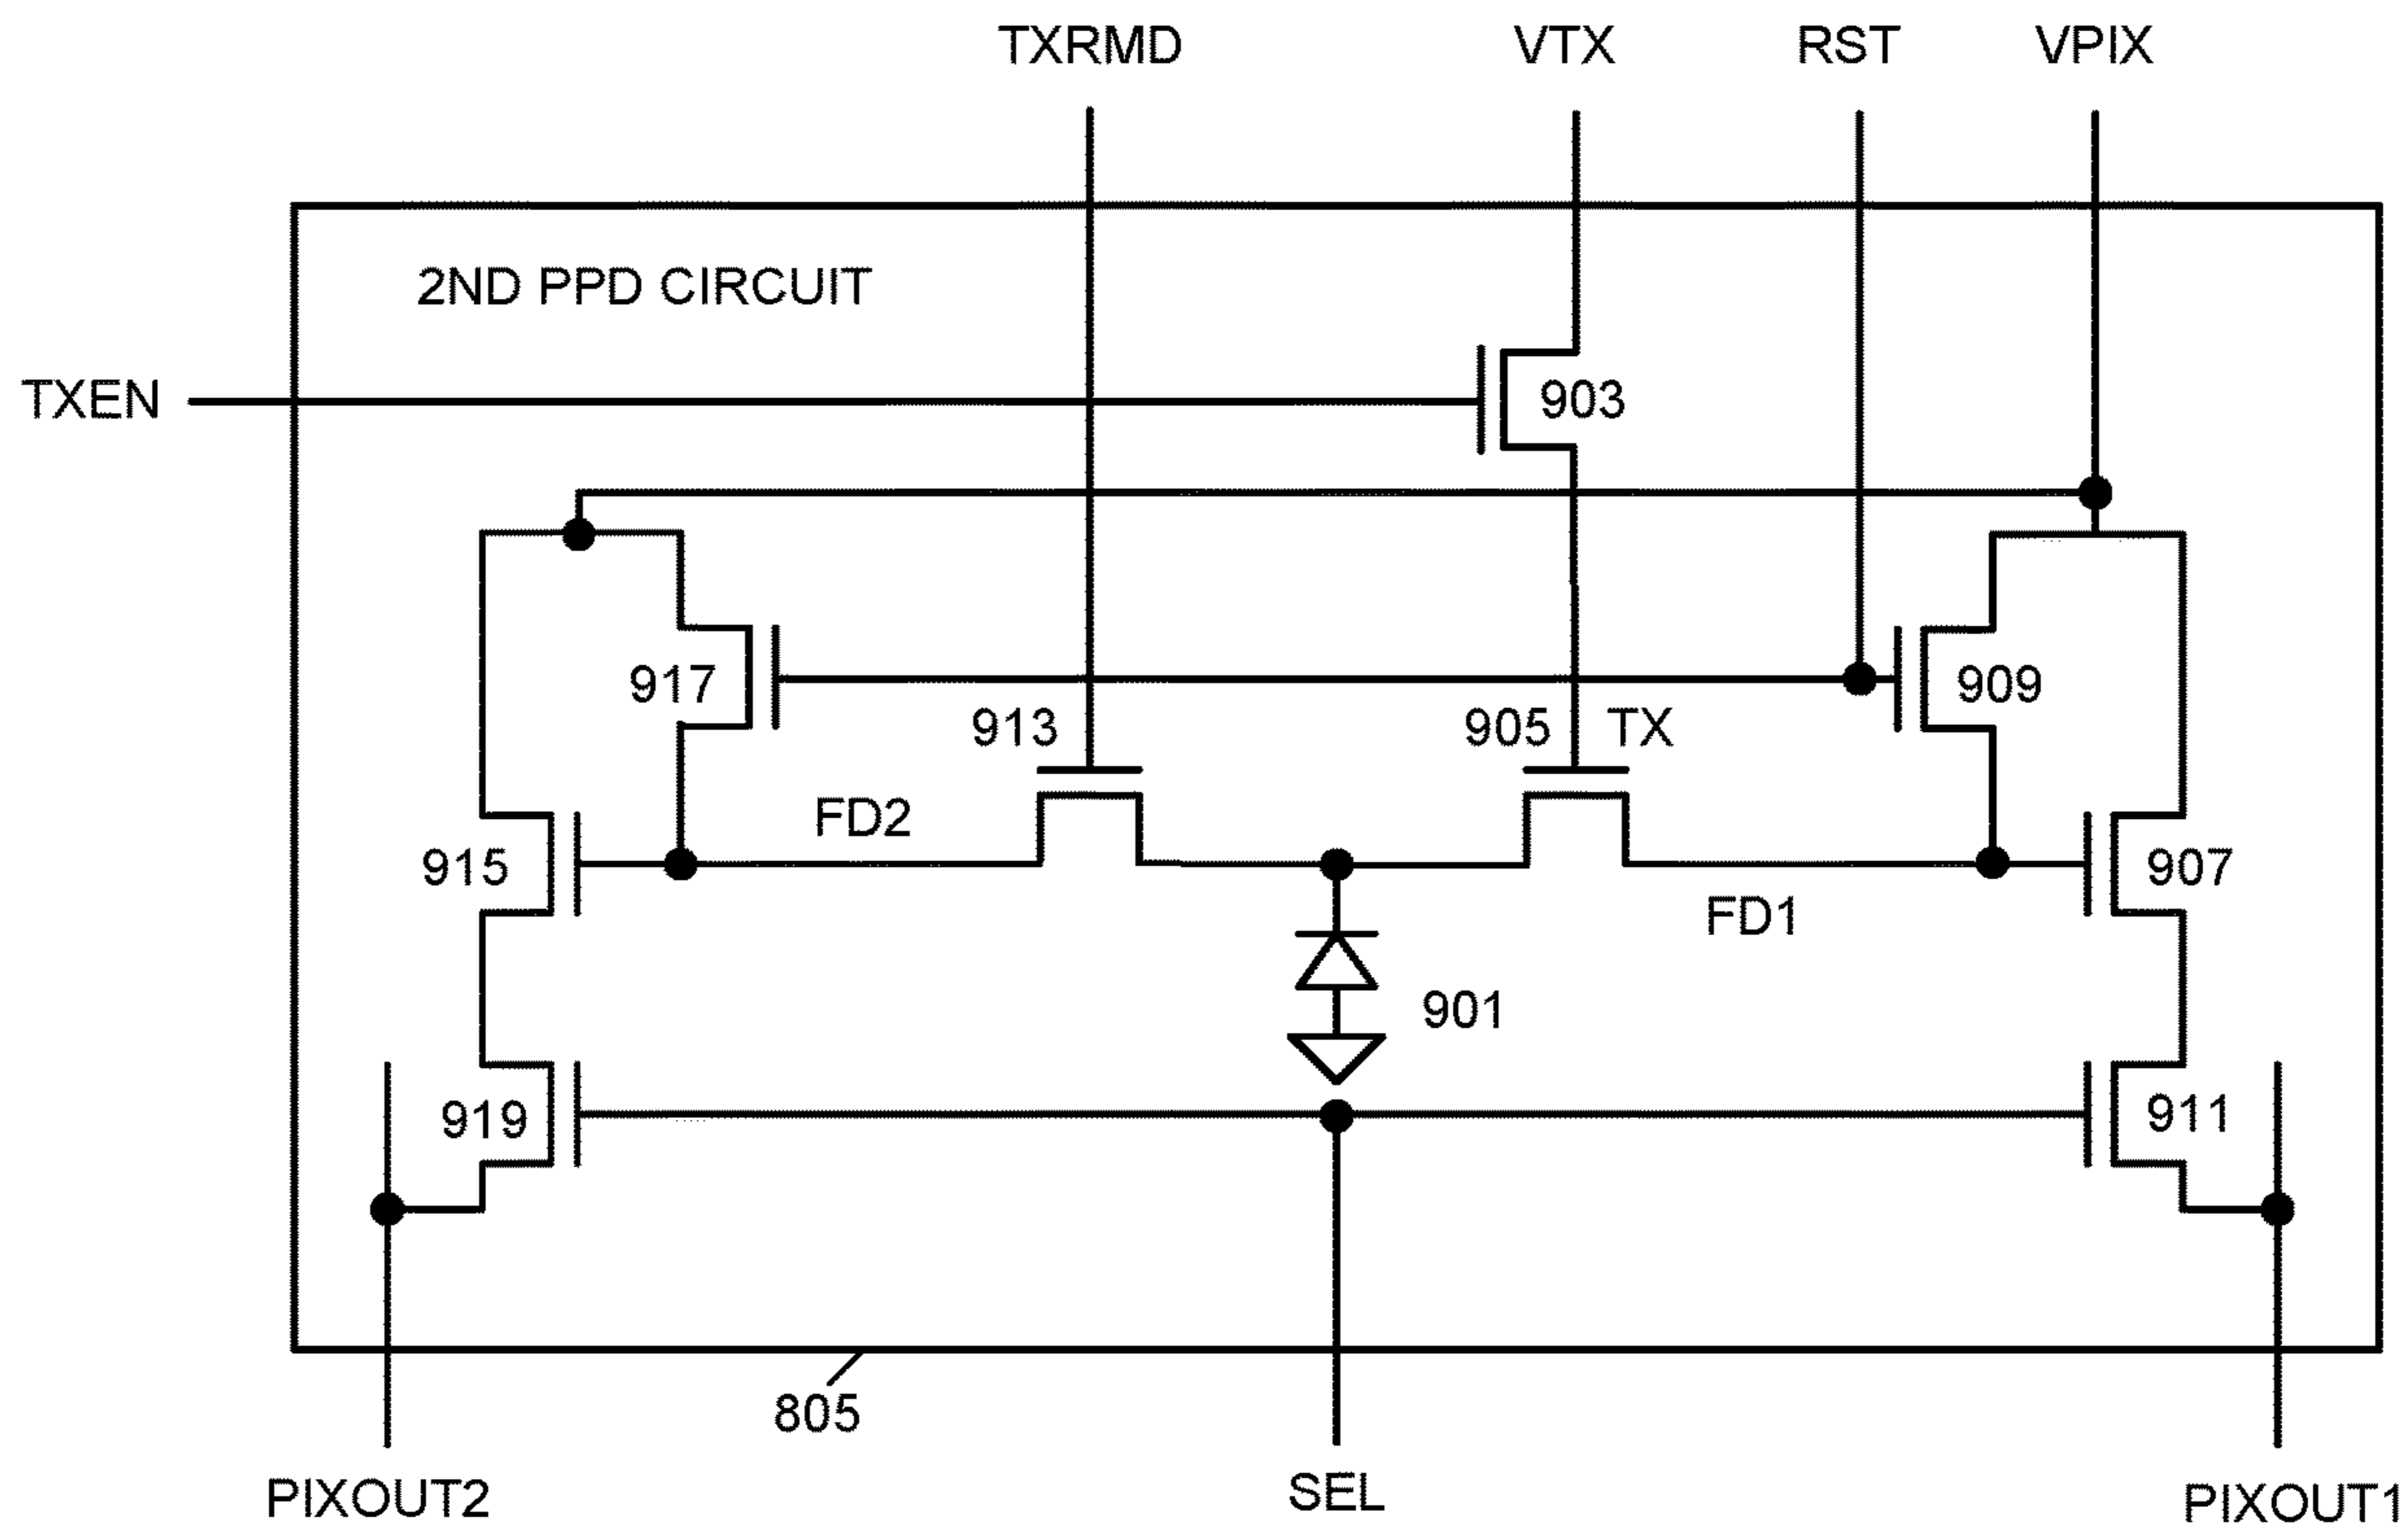 TXRMD
VTX
RST
VPIX
2ND PPD CIRCUIT
TXEN
903
917
913
905
TX
909
FD2
915
907
FD1
901
919
911
805
PIXOUT2
SEL
PIXOUT1